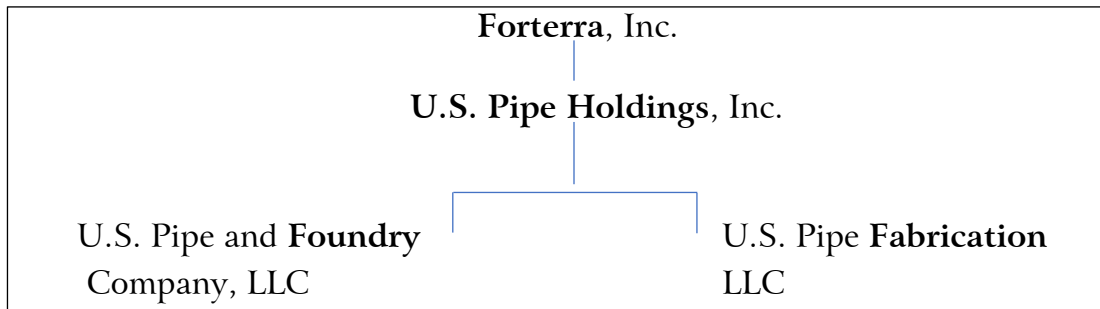 Forterra, Inc.
U.S. Pipe Holdings, Inc.
U.S. Pipe and Foundry
Company, LLC
U.S. Pipe Fabrication
LLC